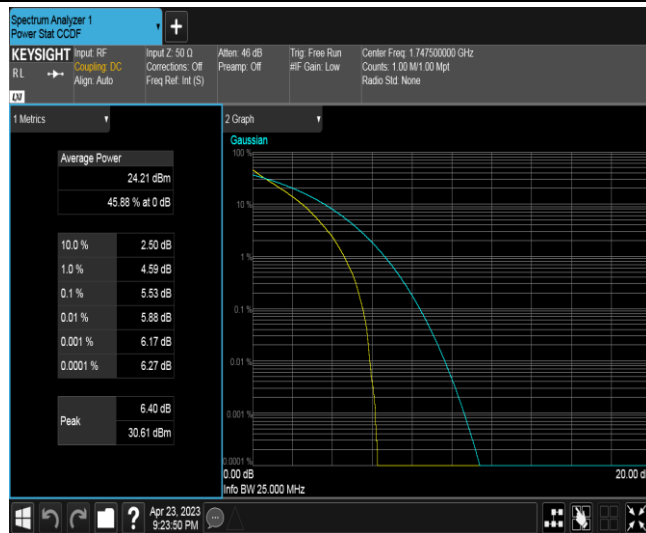 Spectrum Analyzer 1
Power Stat CCDF
KEYSIGHT
RL
LXI
Input: RF
Coupling: DC
Align: Auto
Input Z: 50 Ω
Corrections: Off
Freq Ref: Int (S)
Atten: 46 dB
Preamp: Off
Trig: Free Run
#IF Gain: Low
Center Freq: 1.747500000 GHz
Counts: 1.00 M/1.00 Mpt
Radio Std: None
1 Metrics
Average Power
24.21 dBm
45.88 % at 0 dB
10.0 % 2.50 dB
1.0 % 4.59 dB
0.1 % 5.53 dB
0.01 % 5.88 dB
0.001 % 6.17 dB
0.0001 % 6.27 dB
Peak
6.40 dB
30.61 dBm
2 Graph
Gaussian
100 %
10 %
1 %
0.1 %
0.01 %
0.001 %
0.0001 %
0.00 dB
20.00 d
Info BW 25.000 MHz
?
Apr 23, 2023
9:23:50 PM